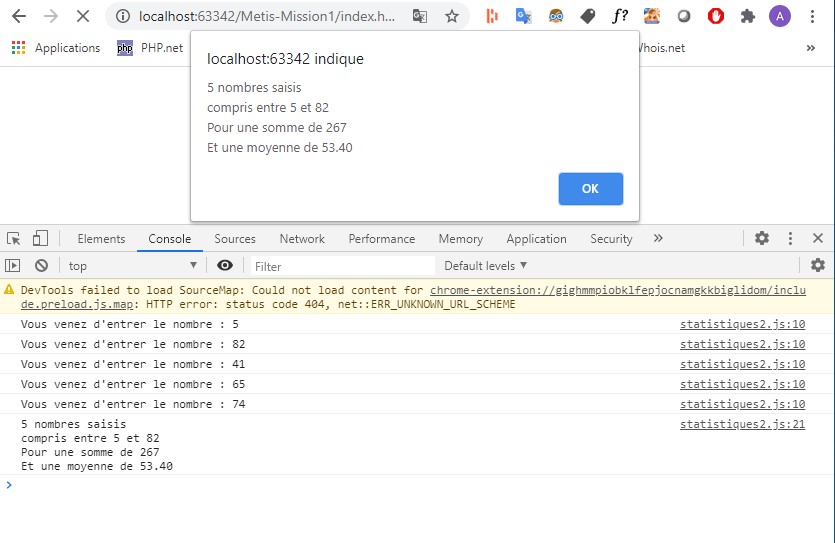 localhost:63342/Metis-Mission1/index.h...
f?
A
Applications
php
PHP.net
Whois.net
»
localhost:63342 indique
5 nombres saisis
compris entre 5 et 82
Pour une somme de 267
Et une moyenne de 53.40
OK
Elements Console Sources Network Performance Memory Application Security »
top
Filter
Default levels
DevTools failed to load SourceMap: Could not load content for chrome-extension://gighmmpiobklfepjocnamgkkbiglidom/inclu
de.preload.js.map: HTTP error: status code 404, net::ERR_UNKNOWN_URL_SCHEME
Vous venez d'entrer le nombre : 5 statistiques2.js:10
Vous venez d'entrer le nombre : 82 statistiques2.js:10
Vous venez d'entrer le nombre : 41 statistiques2.js:10
Vous venez d'entrer le nombre : 65 statistiques2.js:10
Vous venez d'entrer le nombre : 74 statistiques2.js:10
5 nombres saisis statistiques2.js:21
compris entre 5 et 82
Pour une somme de 267
Et une moyenne de 53.40